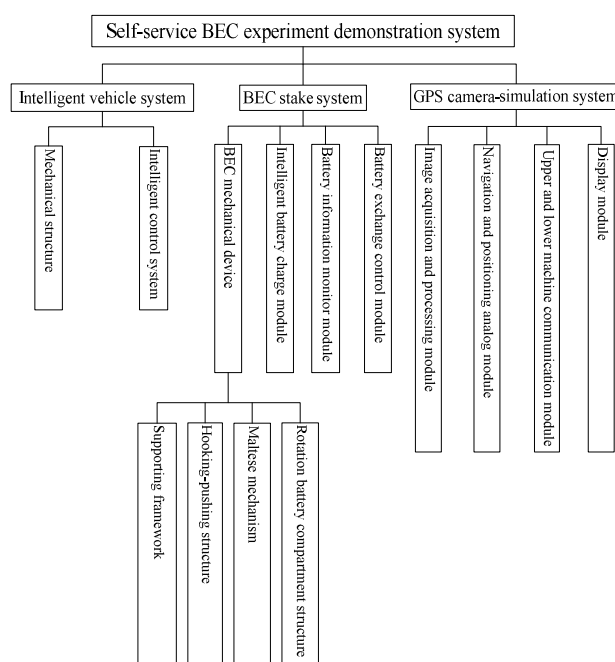 Self-service BEC experiment demonstration system
Intelligent vehicle system
BEC stake system
GPS camera-simulation system
Mechanical structure
Intelligent control system
BEC mechanical device
Intelligent battery charge module
Battery information monitor module
Battery exchange control module
Image acquisition and processing module
Navigation and positioning analog module
Upper and lower machine communication module
Display module
Supporting framework
Hooking-pushing structure
Maltese mechanism
Rotation battery compartment structure